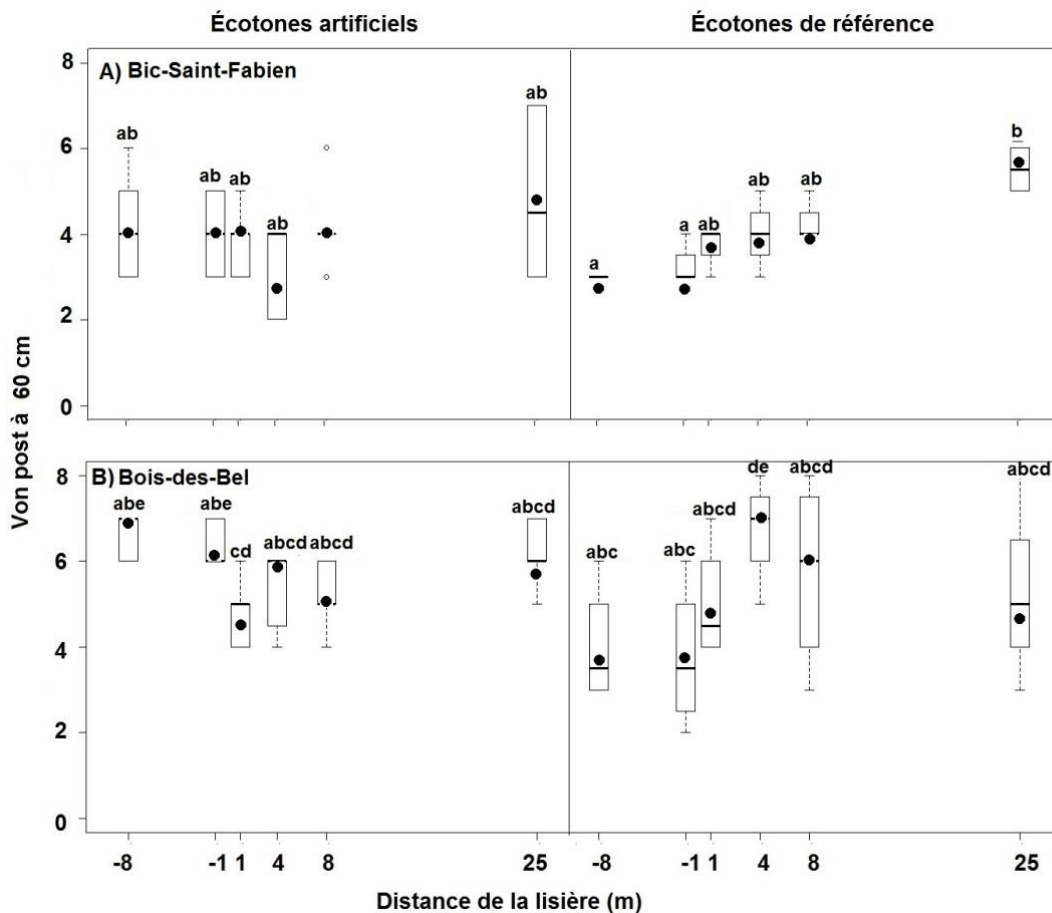 Écotones artificiels
Écotones de référence
Von post à 60 cm
A) Bic-Saint-Fabien
8
6
4
2
0
ab
ab
ab
ab
ab
a
a
ab
ab
ab
b
B) Bois-des-Bel
8
6
4
2
0
abe
abe
cd
abcd
abcd
abcd
abc
abc
abcd
de
abcd
abcd
-8 -1 1 4 8 25 -8 -1 1 4 8 25
Distance de la lisière (m)